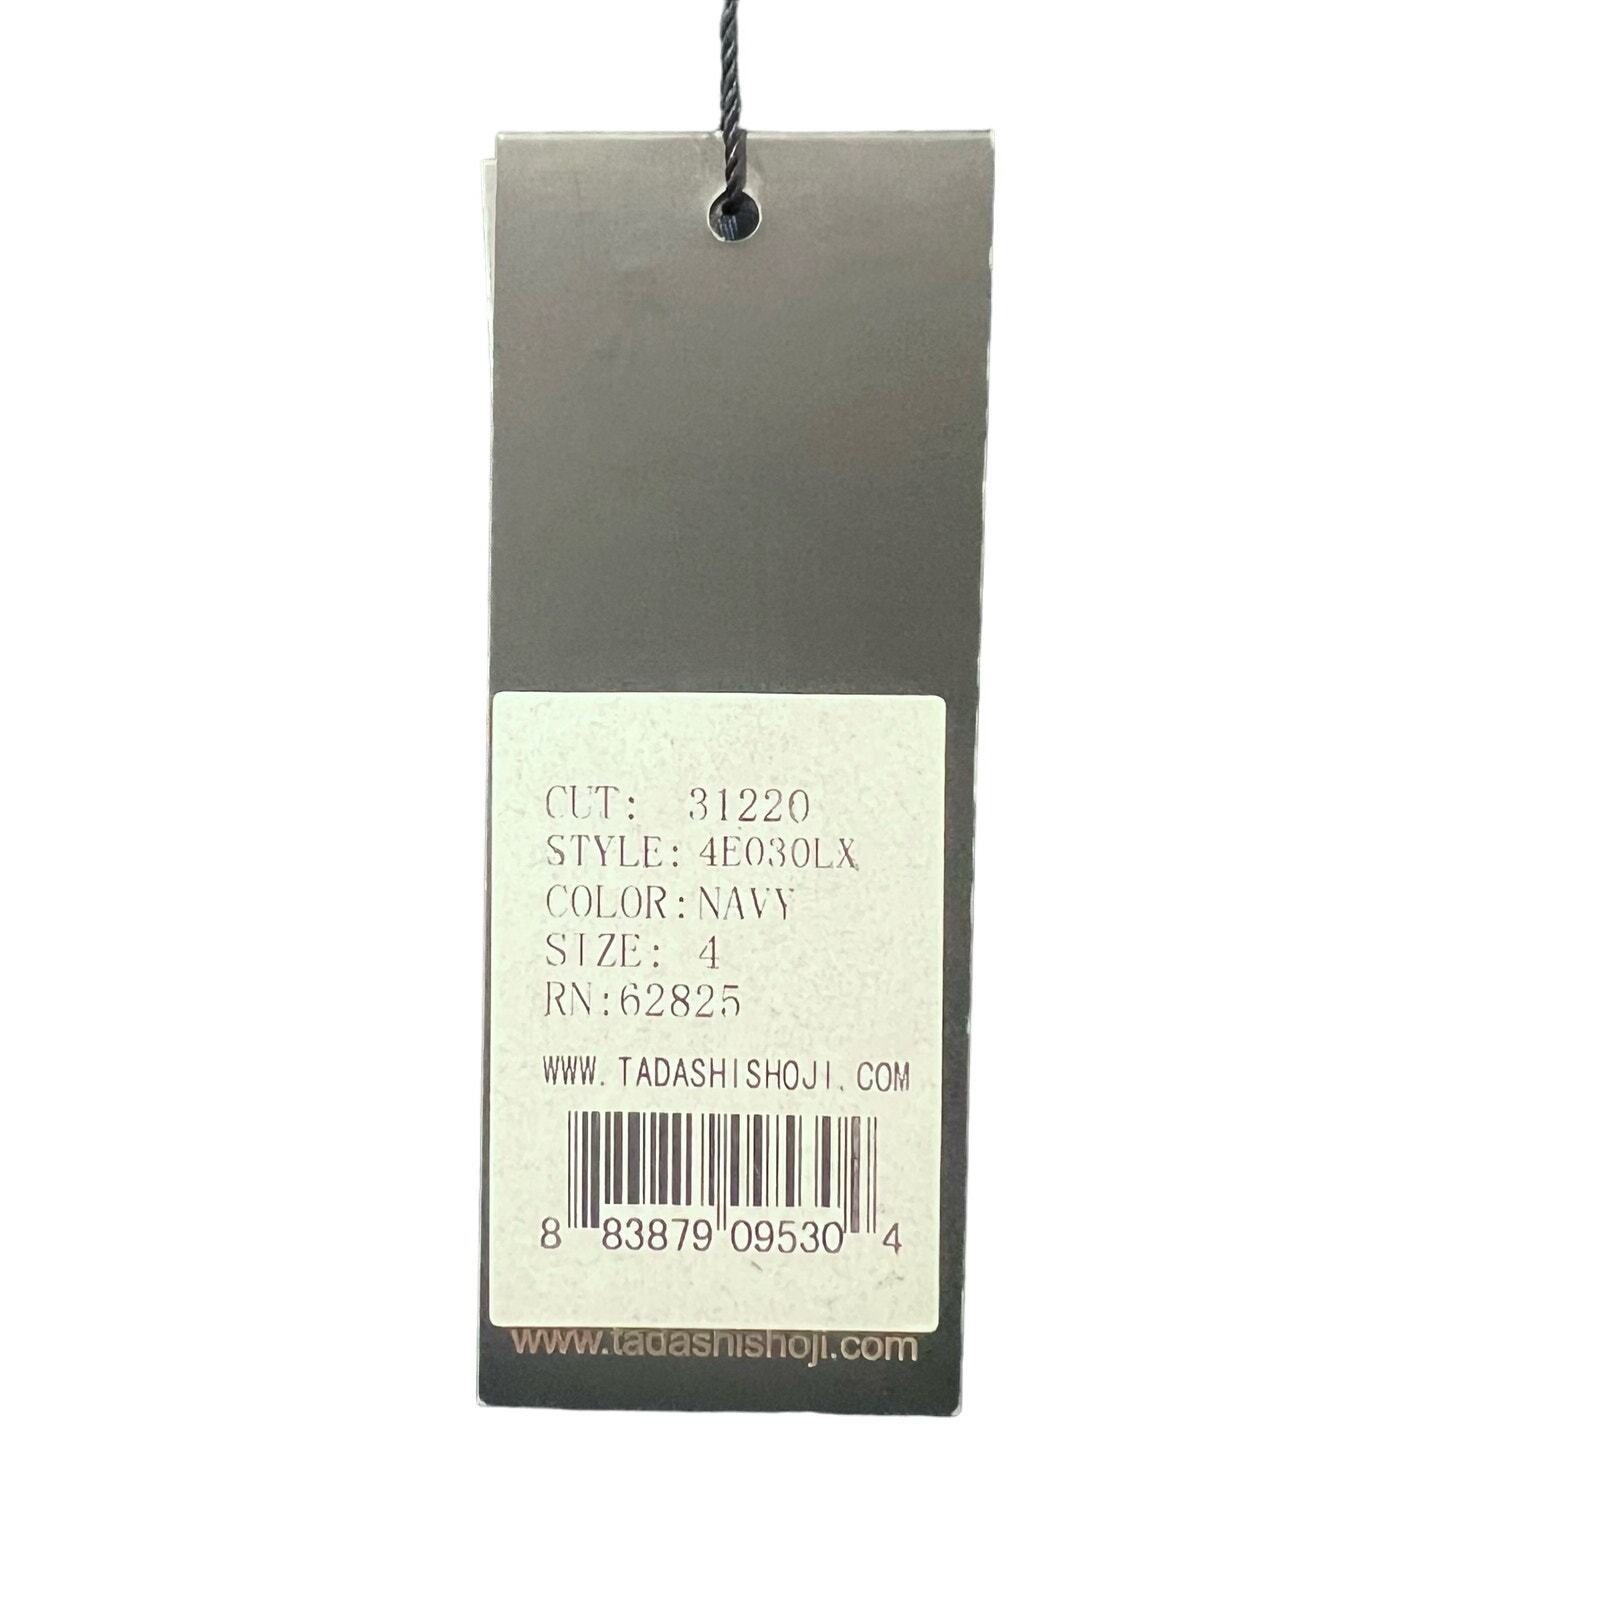 CUT: 31220
STYLE: 4E030LX
COLOR: NAVY
SIZE: 4
RN:62825
WWW.TADASHISHOJI.COM
8 83879 09530 4
www.tadashishoji.com